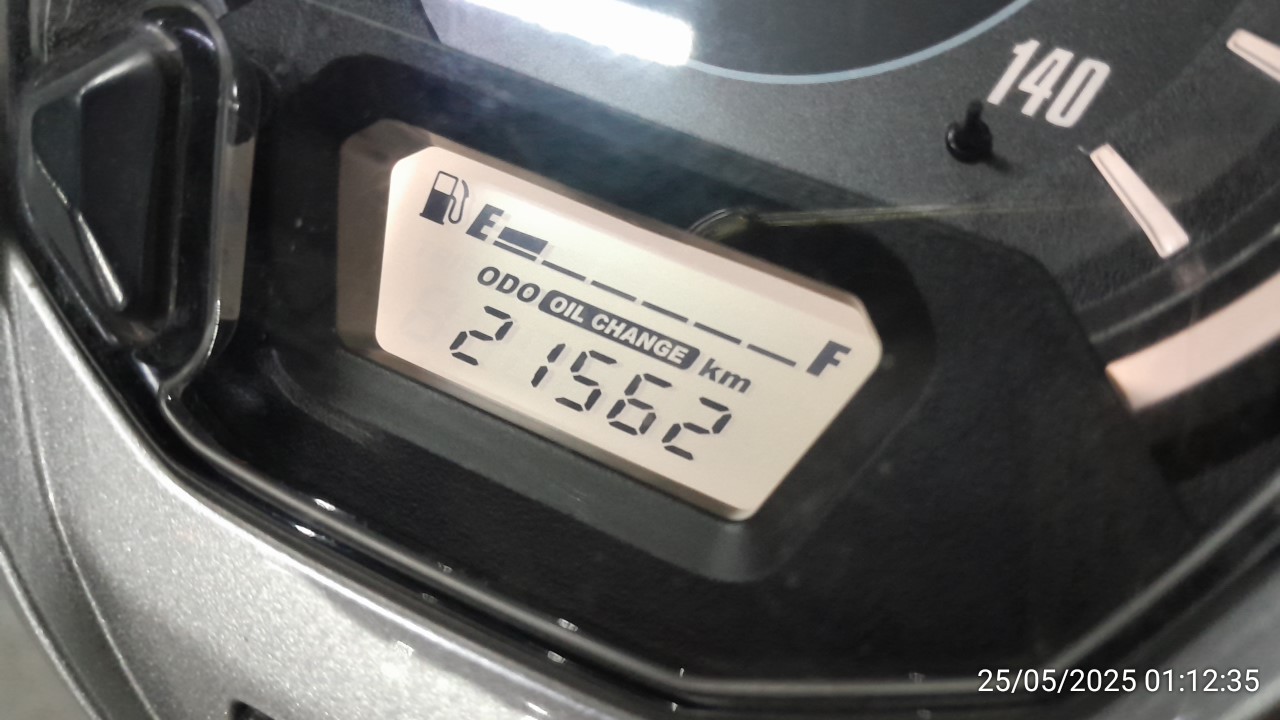 140
E F
ODO OIL CHANGE km
21562
25/05/2025 01:12:35